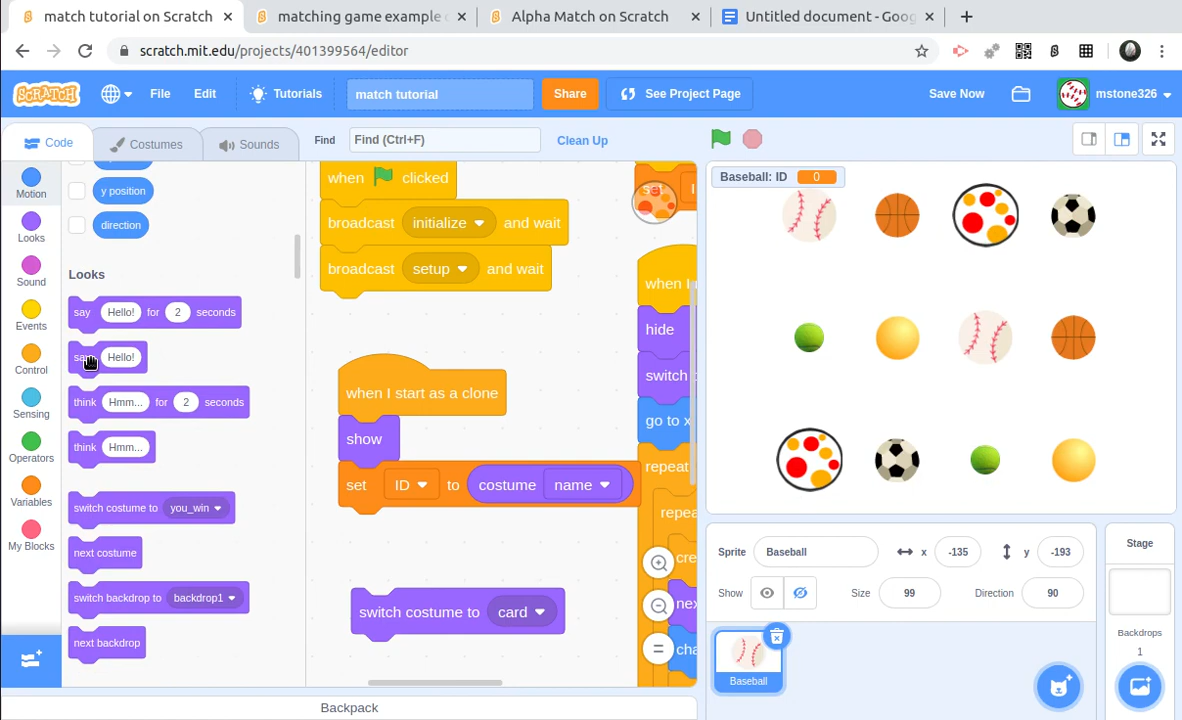 match tutorial on Scratch
matching game example
Alpha Match on Scratch
Untitled document - Goog
scratch.mit.edu/projects/401399564/editor
SCRATCH
File
Edit
Tutorials
match tutorial
Share
See Project Page
Save Now
mstone326
Code
Costumes
Sounds
Find
Find (Ctrl+F)
Clean Up
Motion
Looks
Sound
Events
Control
Sensing
Operators
Variables
My Blocks
y position
direction
Looks
say Hello! for 2 seconds
say Hello!
think Hmm... for 2 seconds
think Hmm...
switch costume to you_win
next costume
switch backdrop to backdrop1
next backdrop
when clicked
broadcast initialize and wait
broadcast setup and wait
when I start as a clone
show
set ID to costume name
switch costume to card
set I
when I
hide
switch
go to x
repeat
repea
cre
nex
cha
Baseball: ID 0
Sprite Baseball x -135 y -193
Show Size 99 Direction 90
Baseball
Stage
Backdrops
1
Backpack